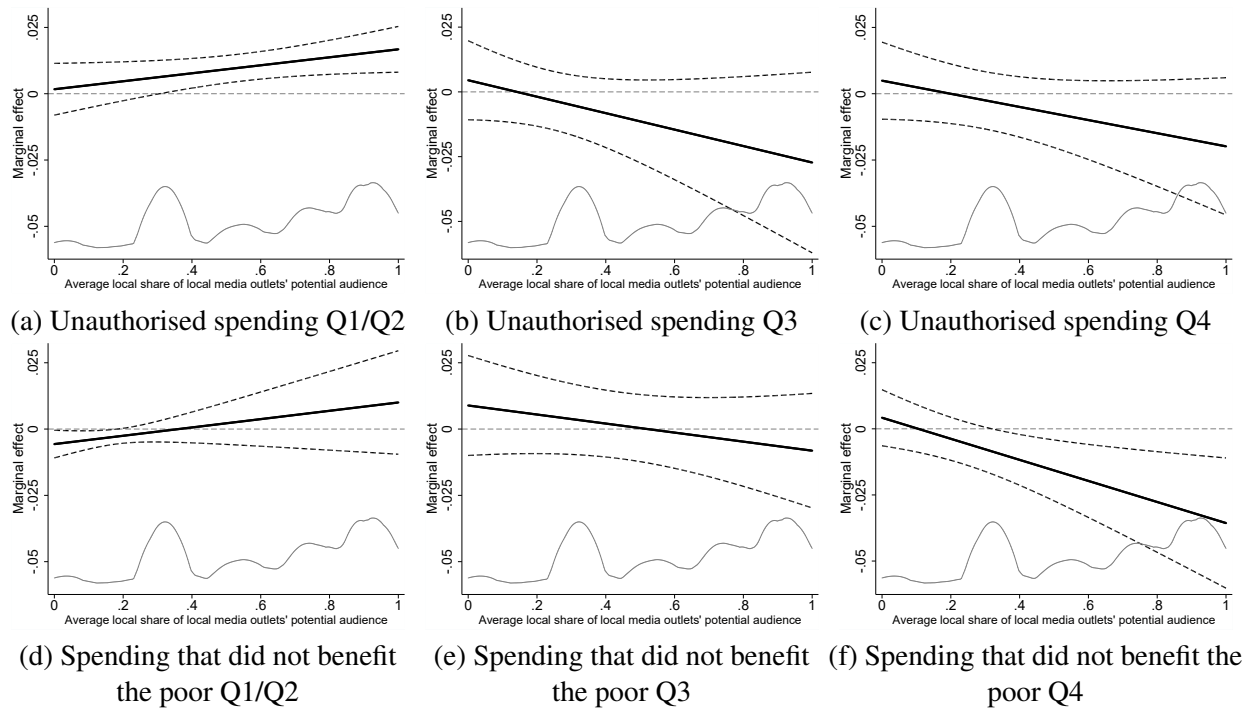 .025
0
-.025
-.05
Marginal effect
0 .2 .4 .6 .8 1
Average local share of local media outlets' potential audience
(a) Unauthorised spending Q1/Q2
.025
0
-.025
-.05
Marginal effect
0 .2 .4 .6 .8 1
Average local share of local media outlets' potential audience
(b) Unauthorised spending Q3
.025
0
-.025
-.05
Marginal effect
0 .2 .4 .6 .8 1
Average local share of local media outlets' potential audience
(c) Unauthorised spending Q4
.025
0
-.025
-.05
Marginal effect
0 .2 .4 .6 .8 1
Average local share of local media outlets' potential audience
(d) Spending that did not benefit
the poor Q1/Q2
.025
0
-.025
-.05
Marginal effect
0 .2 .4 .6 .8 1
Average local share of local media outlets' potential audience
(e) Spending that did not benefit
the poor Q3
.025
0
-.025
-.05
Marginal effect
0 .2 .4 .6 .8 1
Average local share of local media outlets' potential audience
(f) Spending that did not benefit the
poor Q4